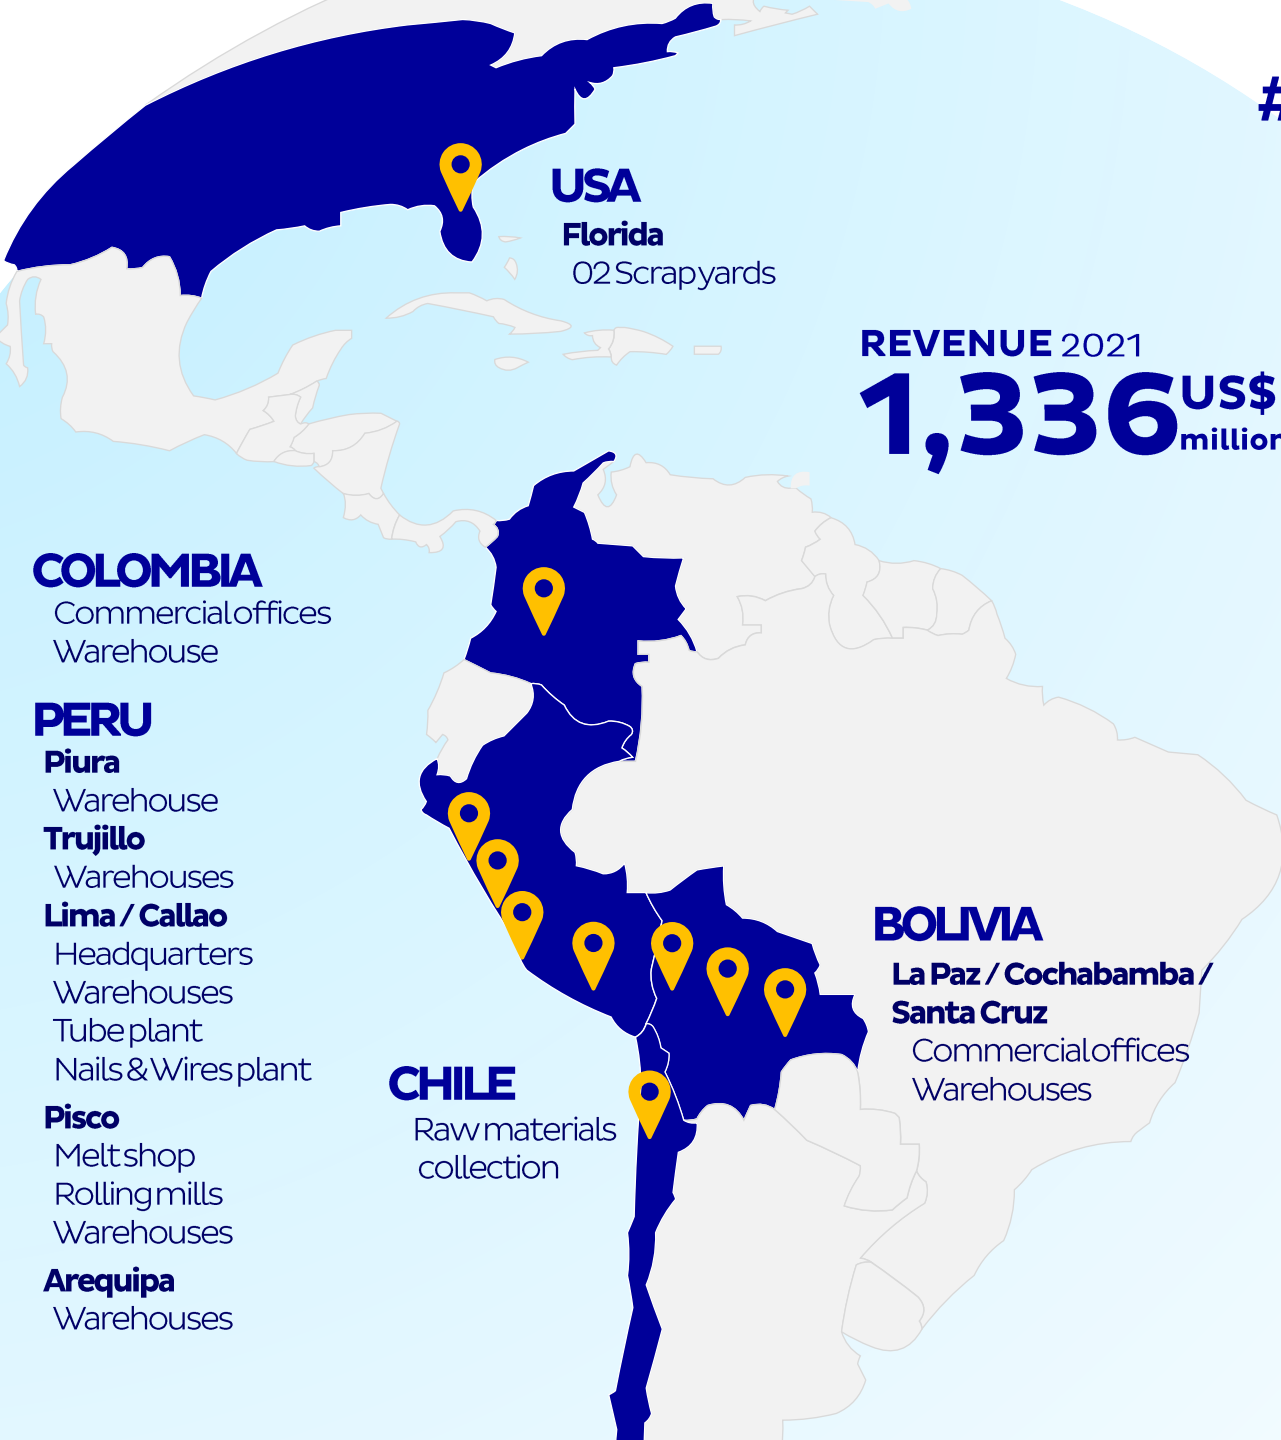 #
USA
Florida
02 Scrapyards
REVENUE 2021
1,336 US$
million
COLOMBIA
Commercial offices
Warehouse
PERU
Piura
Warehouse
Trujillo
Warehouses
Lima / Callao
Headquarters
Warehouses
Tube plant
Nails & Wires plant
Pisco
Melt shop
Rolling mills
Warehouses
Arequipa
Warehouses
CHILE
Raw materials
collection
BOLIVIA
La Paz / Cochabamba /
Santa Cruz
Commercial offices
Warehouses